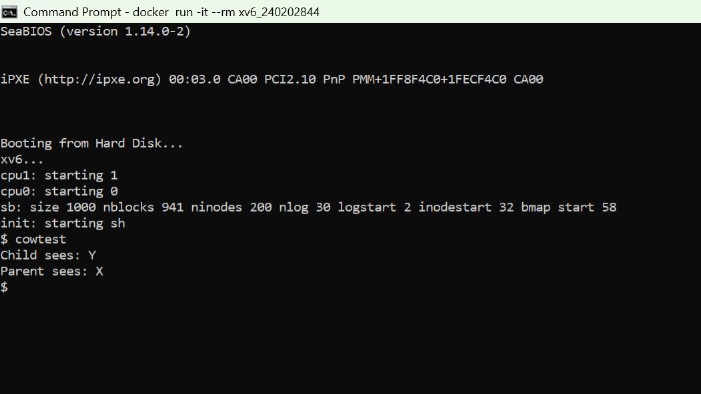 Command Prompt - docker run -it --rm xv6_240202844
SeaBIOS (version 1.14.0-2)
iPXE (http://ipxe.org) 00:03.0 CA00 PCI2.10 PnP PMM+1FF8F4C0+1FECF4C0 CA00
Booting from Hard Disk...
xv6...
cpu1: starting 1
cpu0: starting 0
sb: size 1000 nblocks 941 ninodes 200 nlog 30 logstart 2 inodestart 32 bmap start 58
init: starting sh
$ cowtest
Child sees: Y
Parent sees: X
$